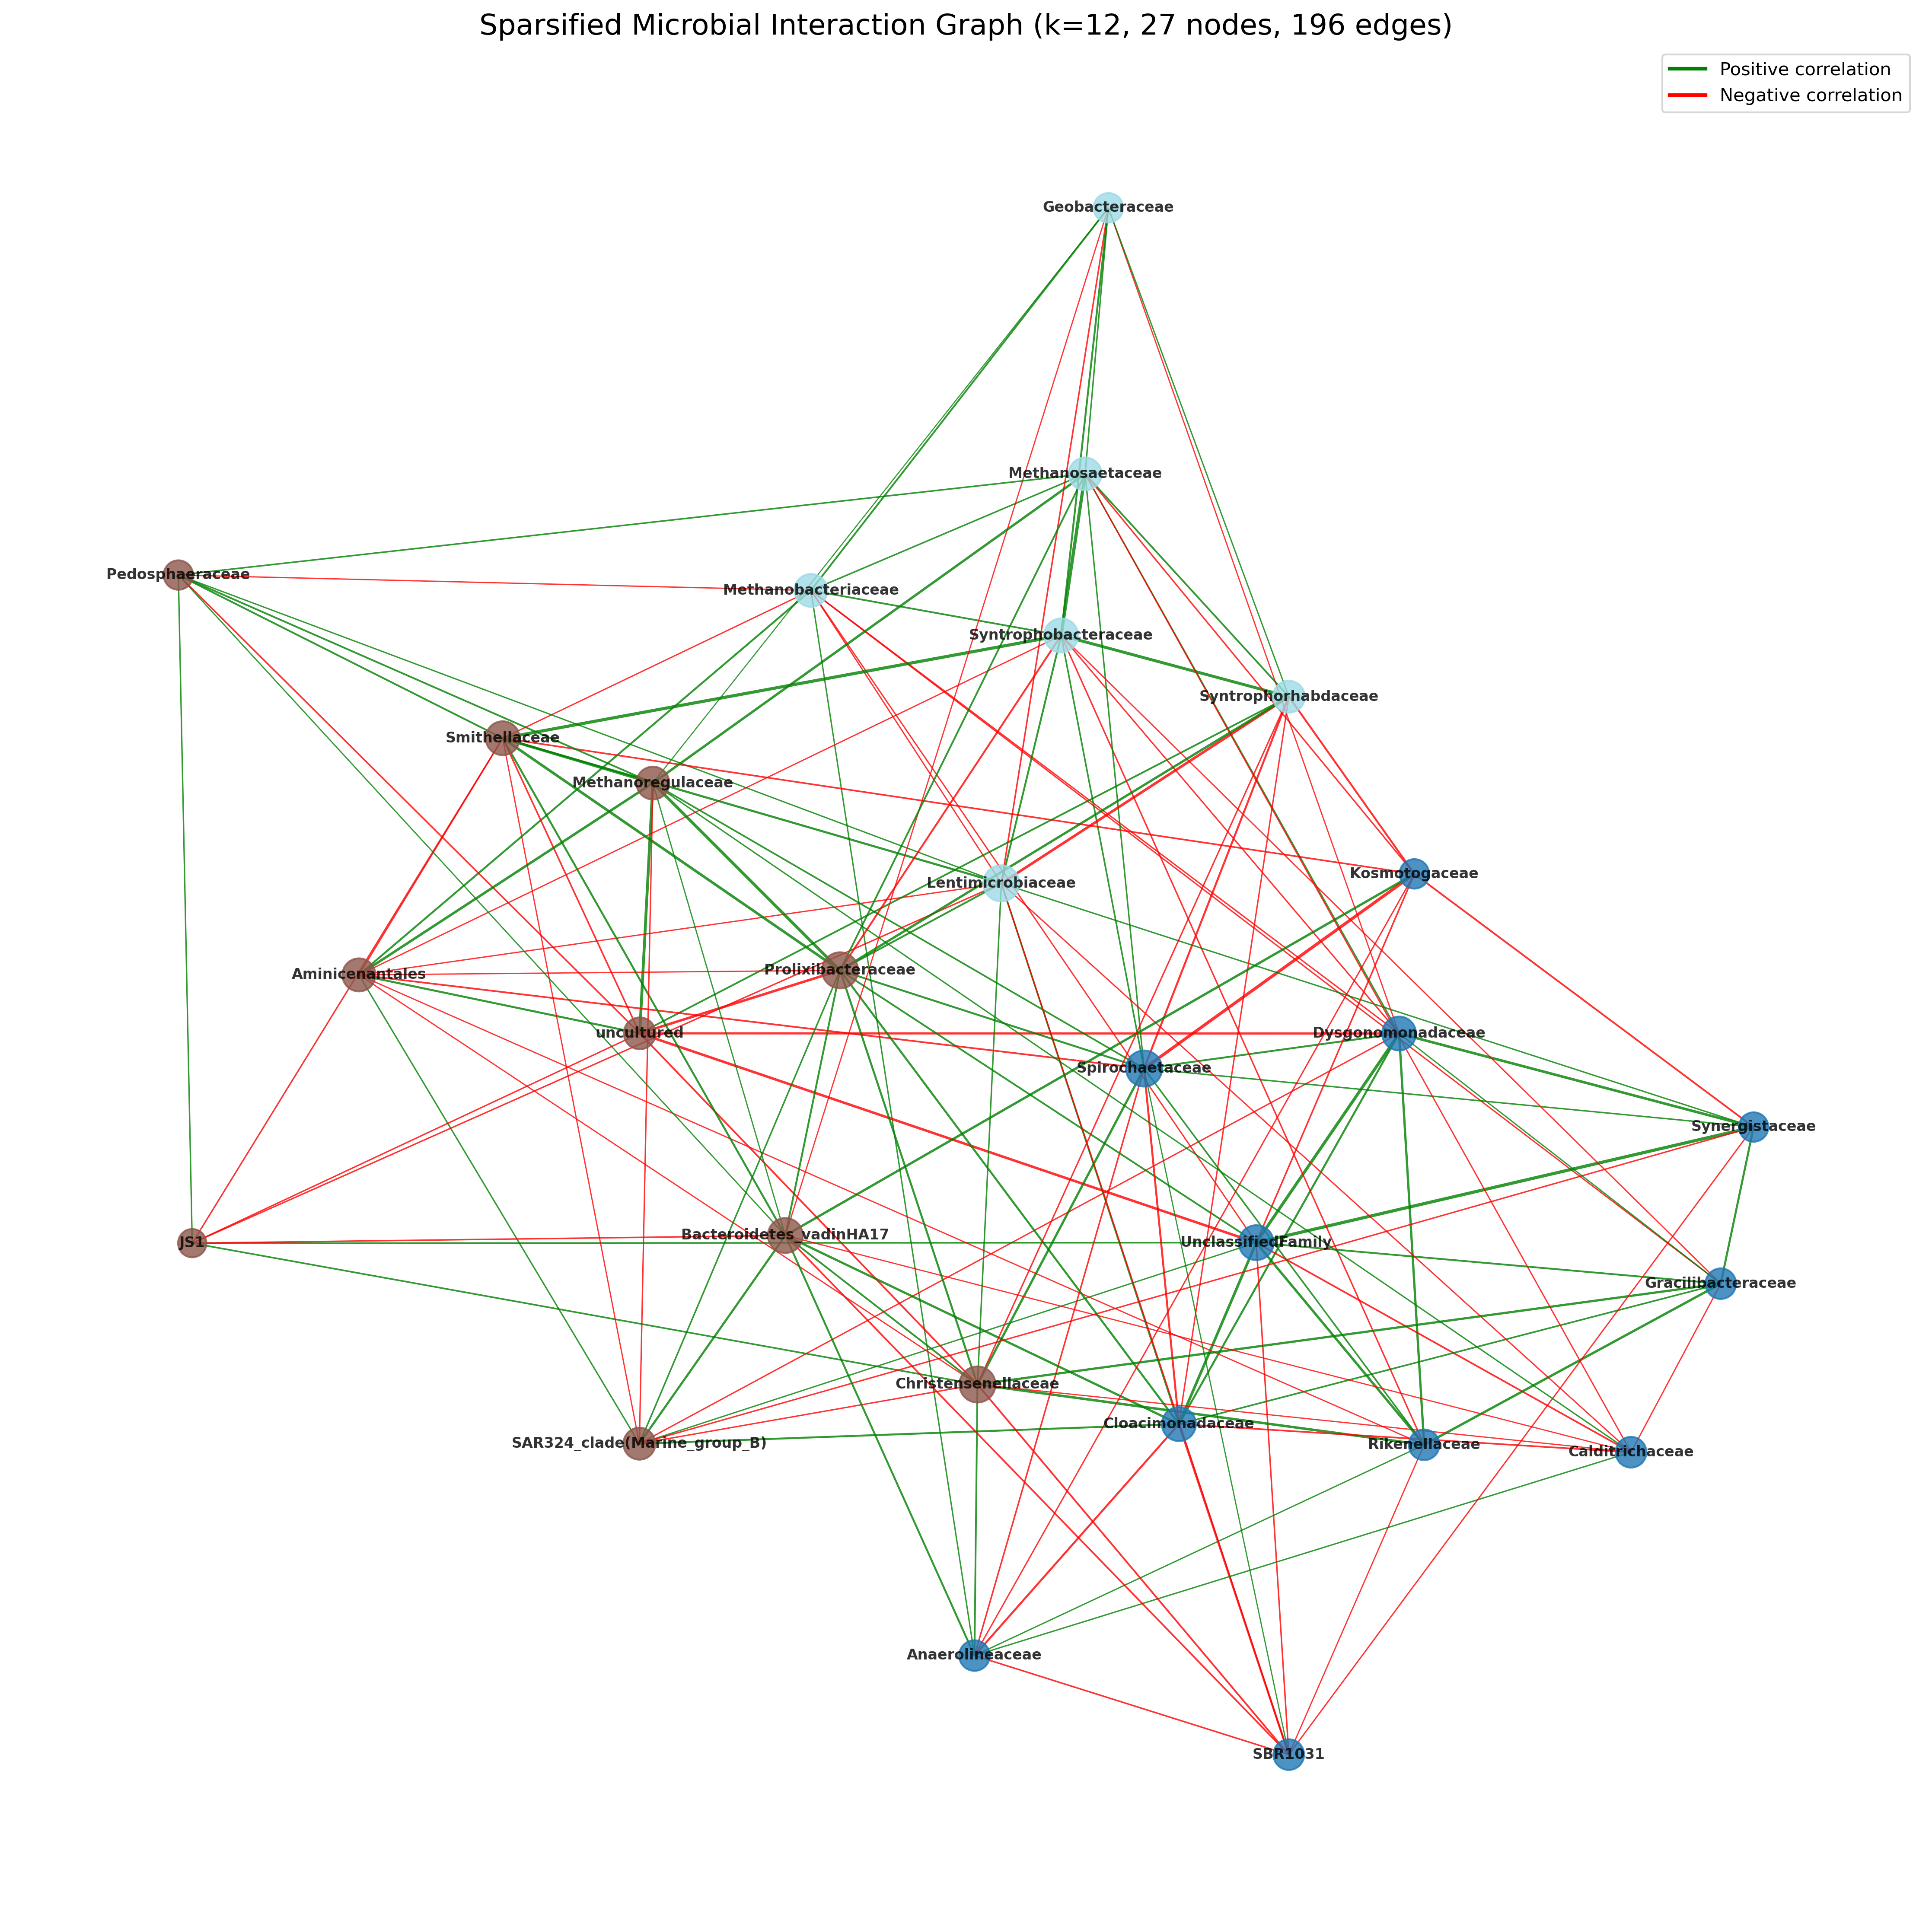 Sparsified Microbial Interaction Graph (k=12, 27 nodes, 196 edges)
Positive correlation
Negative correlation
Geobacteraceae
Methanosaetaceae
Pedosphaeraceae
Methanobacteriaceae
Syntrophobacteraceae
Syntrophorhabdaceae
Smithellaceae
Methanoregulaceae
Kosmotogaceae
Lentimicrobiaceae
Prolixibacteraceae
Aminicenantales
uncultured
Dysgonomonadaceae
Spirochaetaceae
Synergistaceae
Bacteroidetes_vadinHA17
JS1
UnclassifiedFamily
Gracilibacteraceae
Christensenellaceae
Cloacimonadaceae
SAR324_clade(Marine_group_B)
Rikenellaceae
Calditrichaceae
Anaerolineaceae
SBR1031